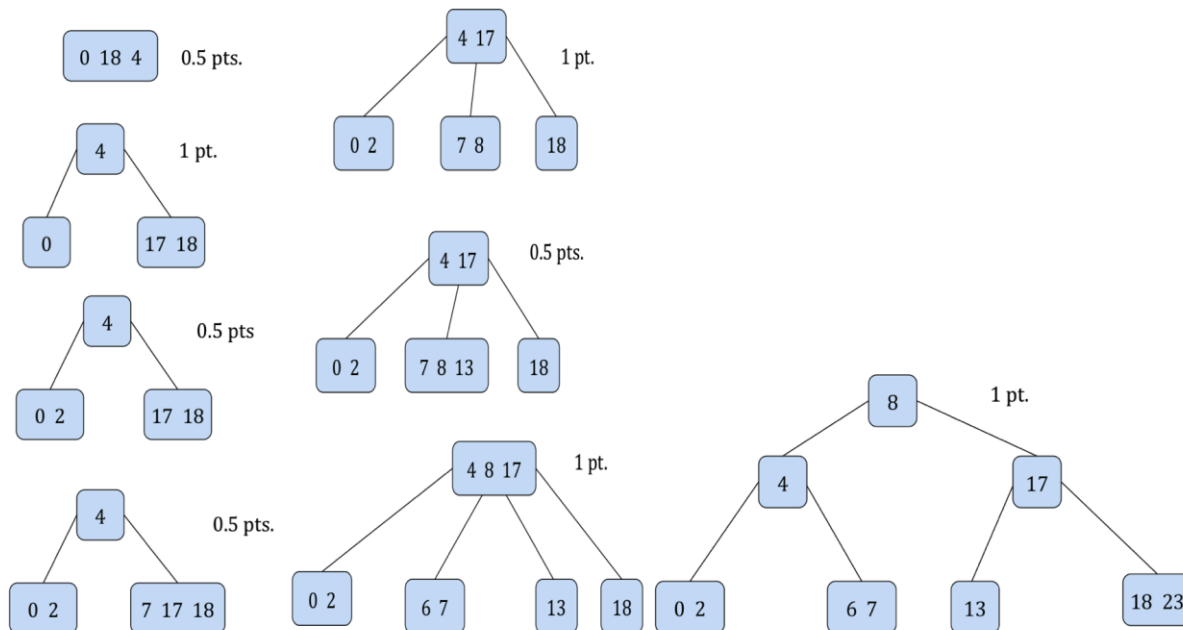 0 18 4 0.5 pts.
4 1 pt.
0 17 18
4 0.5 pts
0 2 17 18
4 0.5 pts.
0 2 7 17 18
4 17 1 pt.
0 2 7 8 18
4 17 0.5 pts.
0 2 7 8 13 18
4 8 17 1 pt.
0 2 6 7 13 18
8 1 pt.
4 17
0 2 6 7 13 18 23